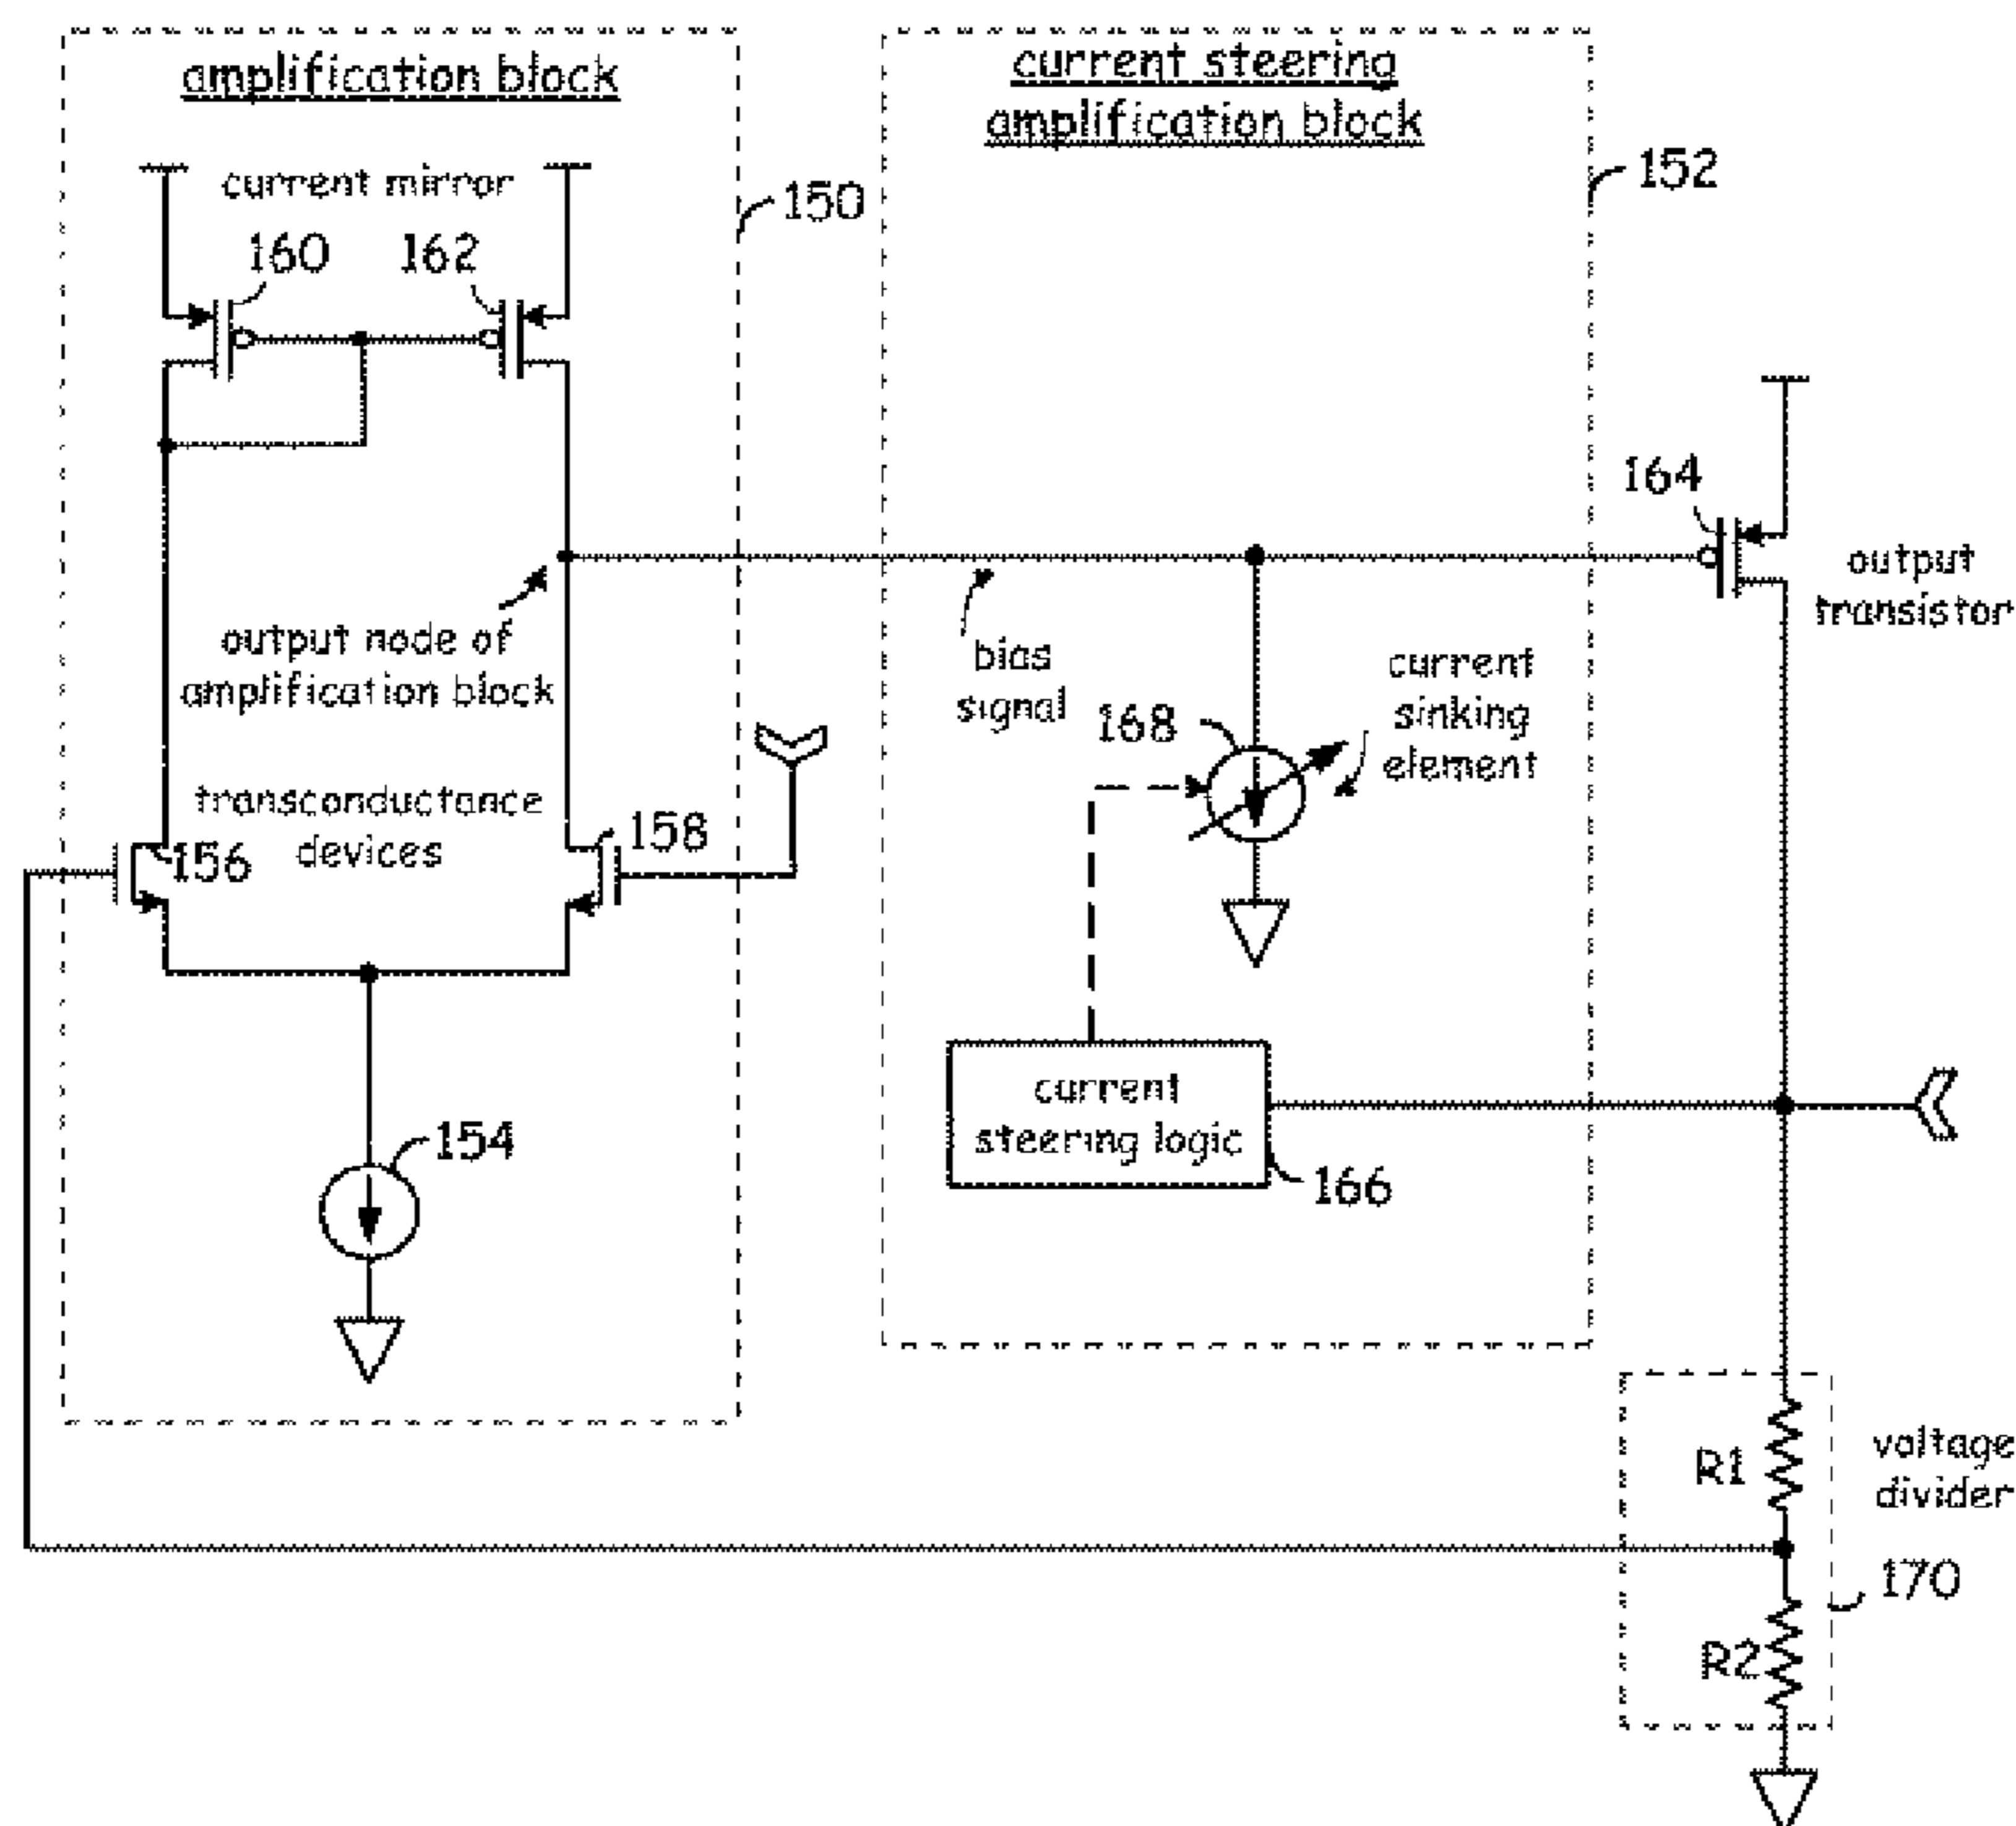 amplification block
current steering
amplification block
current mirror
150
152
160
162
164
output
transistor
output node of
amplification block
bias
signal
168
current
sinking
element
transconductance
devices
156
158
current
steering logic
154
166
R1
voltage
divider
170
R2